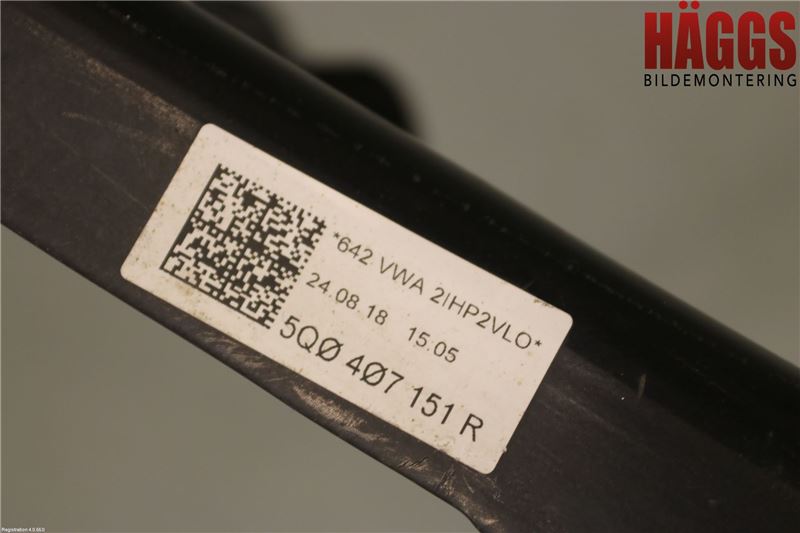 HÄGGS
BILDEMONTERING
*642 VWA 2IHP2VLO*
24.08.18 15.05
5QØ 4Ø7 151 R